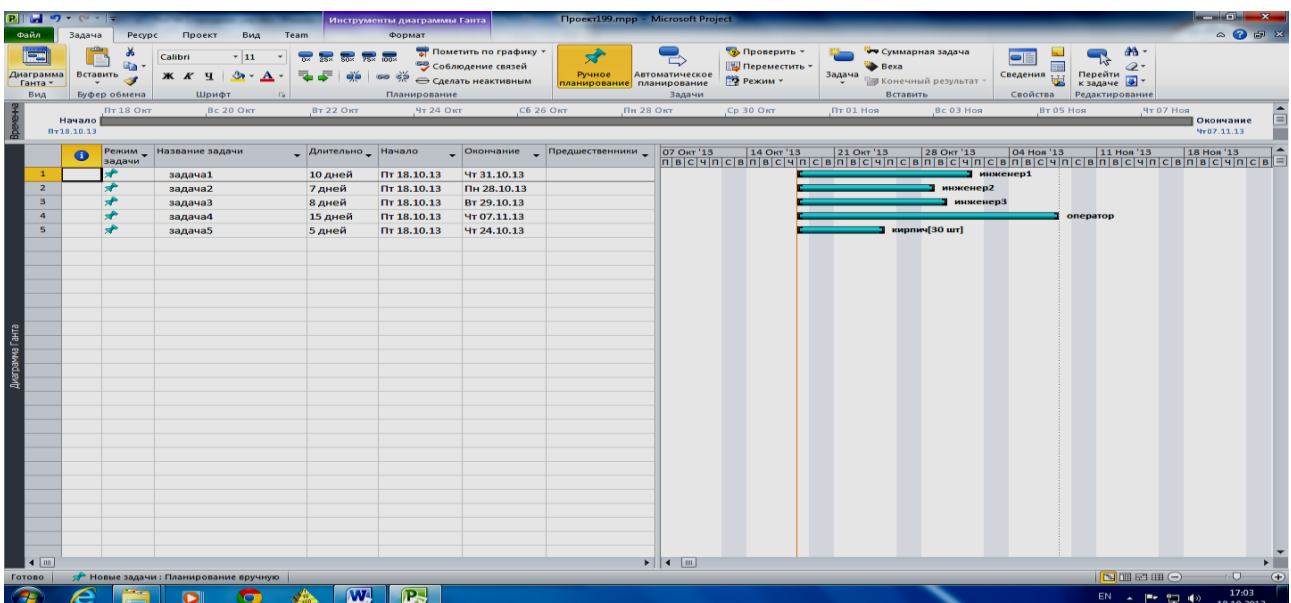 Инструменты диаграммы Ганта
Проект199.mpp - Microsoft Project
Файл Задача Ресурс Проект Вид Team Формат
Диаграмма Ганта
Вид
Вставить
Буфер обмена
Calibri 11
Ж К Ч
Шрифт
0× 25× 50× 75× 100×
Пометить по графику
Соблюдение связей
Сделать неактивным
Планирование
Ручное планирование
Автоматическое планирование
Проверить
Переместить
Режим
Задачи
Задача
Суммарная задача
Веха
Конечный результат
Вставить
Сведения
Свойства
Перейти к задаче
Редактирование
Времення
Пт 18 Окт Вс 20 Окт Вт 22 Окт Чт 24 Окт Сб 26 Окт Пн 28 Окт Ср 30 Окт Пт 01 Ноя Вс 03 Ноя Вт 05 Ноя Чт 07 Ноя
Начало
Пт18.10.13
Окончание
Чт07.11.13
Режим задачи Название задачи Длительно Начало Окончание Предшественники
07 Окт '13 14 Окт '13 21 Окт '13 28 Окт '13 04 Ноя '13 11 Ноя '13 18 Ноя '13
П В С Ч П С В П В С Ч П С В П В С Ч П С В П В С Ч П С В П В С Ч П С В П В С Ч П С В П В С Ч П С В
1 задача1 10 дней Пт 18.10.13 Чт 31.10.13 инженер1
2 задача2 7 дней Пт 18.10.13 Пн 28.10.13 инженер2
3 задача3 8 дней Пт 18.10.13 Вт 29.10.13 инженер3
4 задача4 15 дней Пт 18.10.13 Чт 07.11.13 оператор
5 задача5 5 дней Пт 18.10.13 Чт 24.10.13 кирпич[30 шт]
Диаграмма Ганта
Готово Новые задачи : Планирование вручную
EN 17:03
18.10.2013